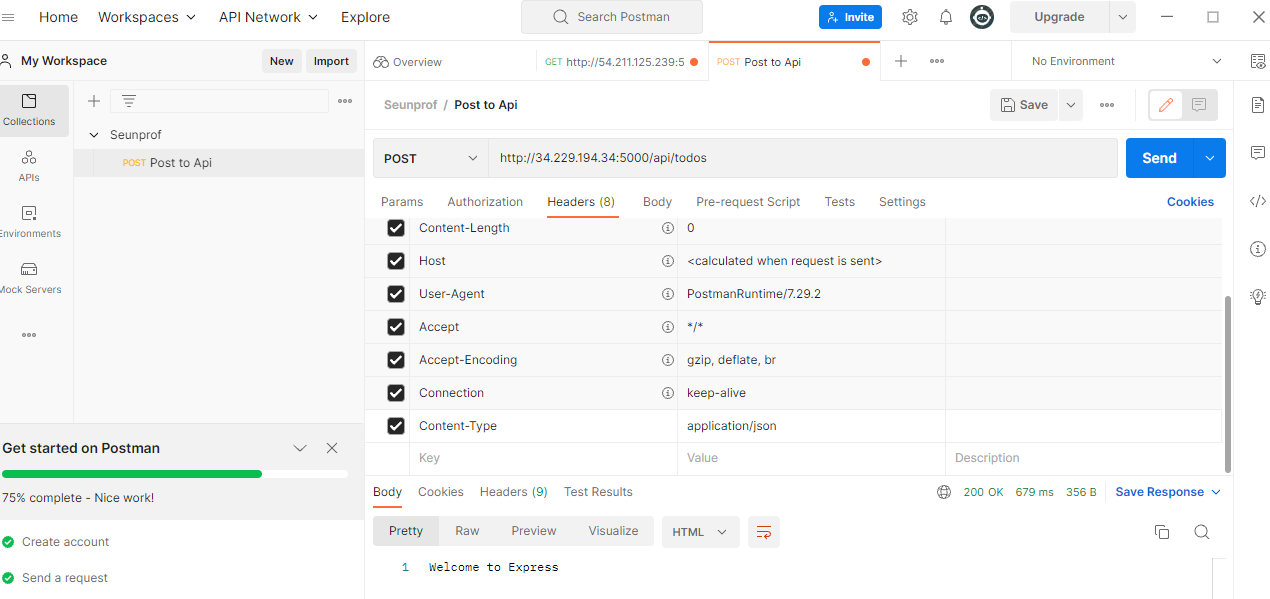 Home Workspaces API Network Explore Search Postman Invite Upgrade
My Workspace New Import Overview GET http://54.211.125.239:5 POST Post to Api No Environment
Collections
Seunprof
POST Post to Api
APIs
Environments
Mock Servers
Seunprof / Post to Api Save
POST http://34.229.194.34:5000/api/todos Send
Params Authorization Headers (8) Body Pre-request Script Tests Settings Cookies
Content-Length 0
Host <calculated when request is sent>
User-Agent PostmanRuntime/7.29.2
Accept */*
Accept-Encoding gzip, deflate, br
Connection keep-alive
Content-Type application/json
Key Value Description
Get started on Postman
75% complete - Nice work!
Create account
Send a request
Body Cookies Headers (9) Test Results 200 OK 679 ms 356 B Save Response
Pretty Raw Preview Visualize HTML
1 Welcome to Express